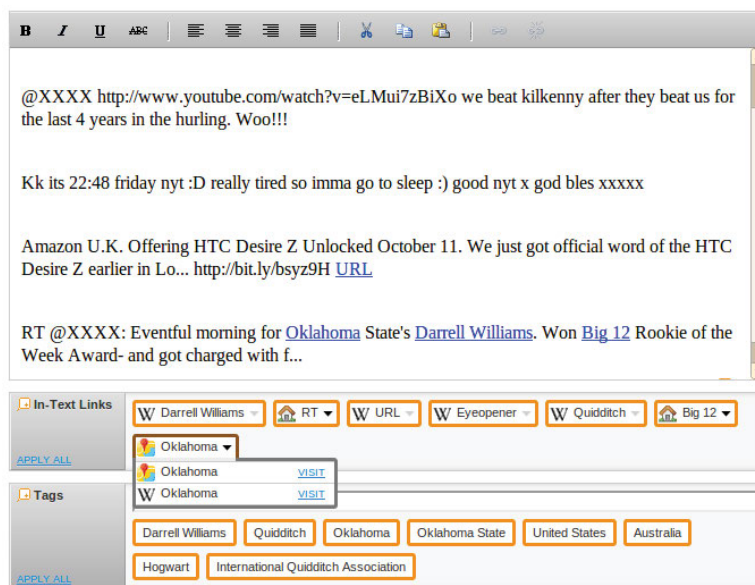 B I U ABC
@XXXX http://www.youtube.com/watch?v=eLMui7zBiXo we beat kilkenny after they beat us for
the last 4 years in the hurling. Woo!!!
Kk its 22:48 friday nyt :D really tired so imma go to sleep :) good nyt x god bles xxxxx
Amazon U.K. Offering HTC Desire Z Unlocked October 11. We just got official word of the HTC
Desire Z earlier in Lo... http://bit.ly/bsyz9H URL
RT @XXXX: Eventful morning for Oklahoma State's Darrell Williams. Won Big 12 Rookie of the
Week Award- and got charged with f...
In-Text Links
W Darrell Williams RT W URL W Eyeopener W Quidditch Big 12
Oklahoma
APPLY ALL
Oklahoma VISIT
W Oklahoma VISIT
Tags
Darrell Williams Quidditch Oklahoma Oklahoma State United States Australia
Hogwart International Quidditch Association
APPLY ALL